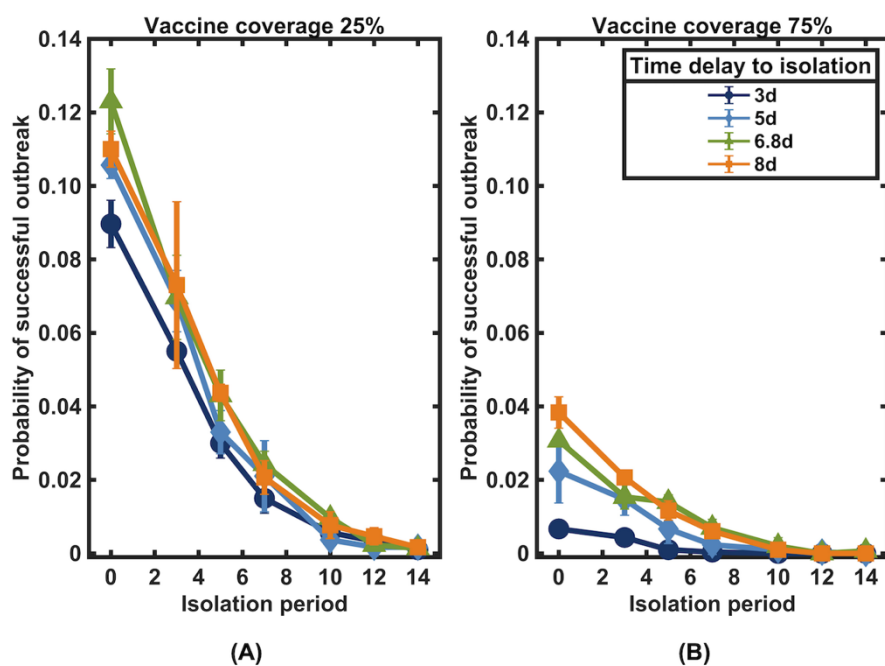 Vaccine coverage 25%
Probability of successful outbreak
0.14
0.12
0.10
0.08
0.06
0.04
0.02
0
0 2 4 6 8 10 12 14
Isolation period
(A)
Vaccine coverage 75%
Time delay to isolation
3d
5d
6.8d
8d
Probability of successful outbreak
0.14
0.12
0.10
0.08
0.06
0.04
0.02
0
0 2 4 6 8 10 12 14
Isolation period
(B)